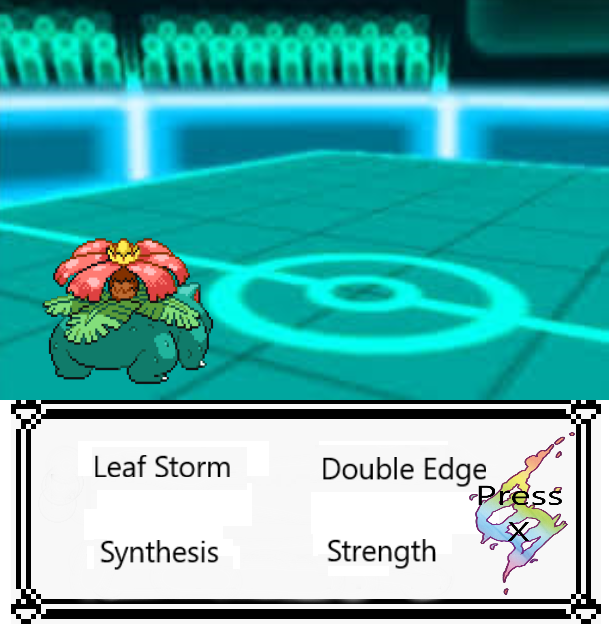 Leaf Storm
Double Edge
Press
X
Synthesis
Strength